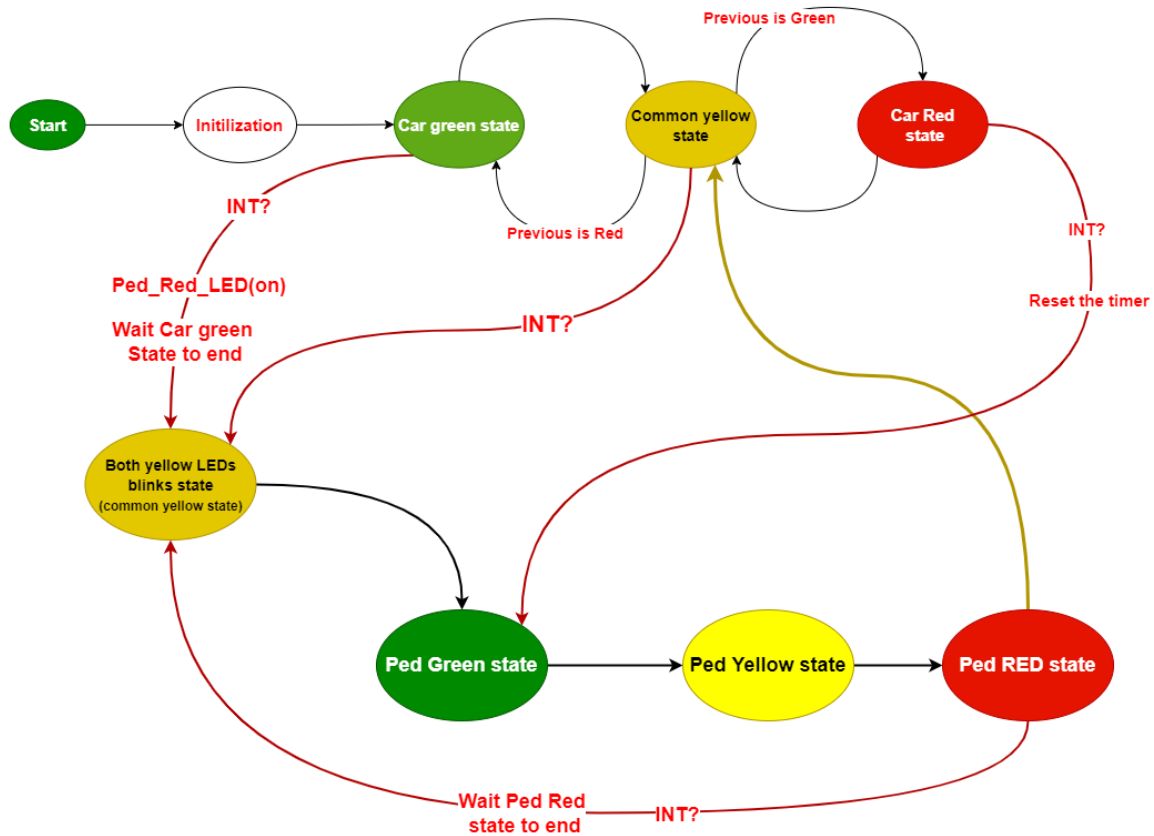 Previous is Green
Start
Initilization
Car green state
Common yellow
state
Car Red
state
INT?
Previous is Red
INT?
Ped_Red_LED(on)
Reset the timer
Wait Car green
State to end
INT?
Both yellow LEDs
blinks state
(common yellow state)
Ped Green state
Ped Yellow state
Ped RED state
Wait Ped Red
state to end
INT?